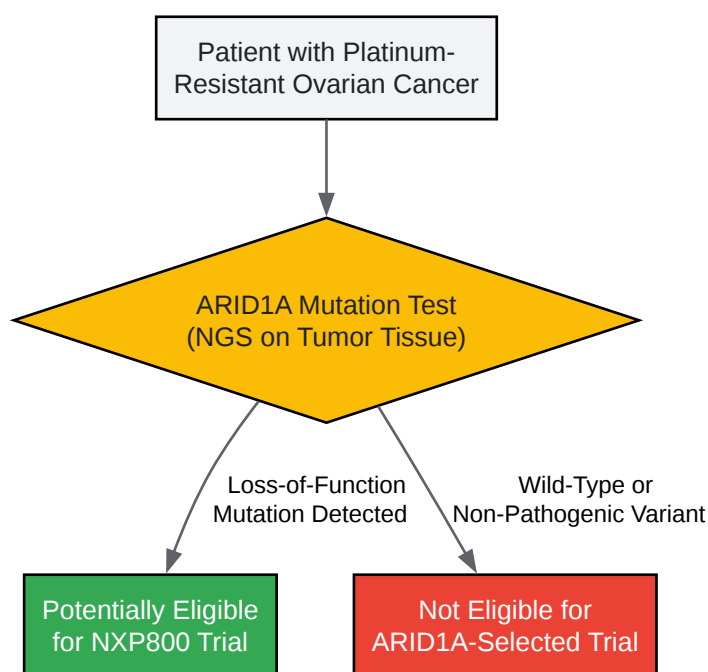 Patient with Platinum-
Resistant Ovarian Cancer
ARID1A Mutation Test
(NGS on Tumor Tissue)
Loss-of-Function
Mutation Detected
Wild-Type or
Non-Pathogenic Variant
Potentially Eligible
for NXP800 Trial
Not Eligible for
ARID1A-Selected Trial